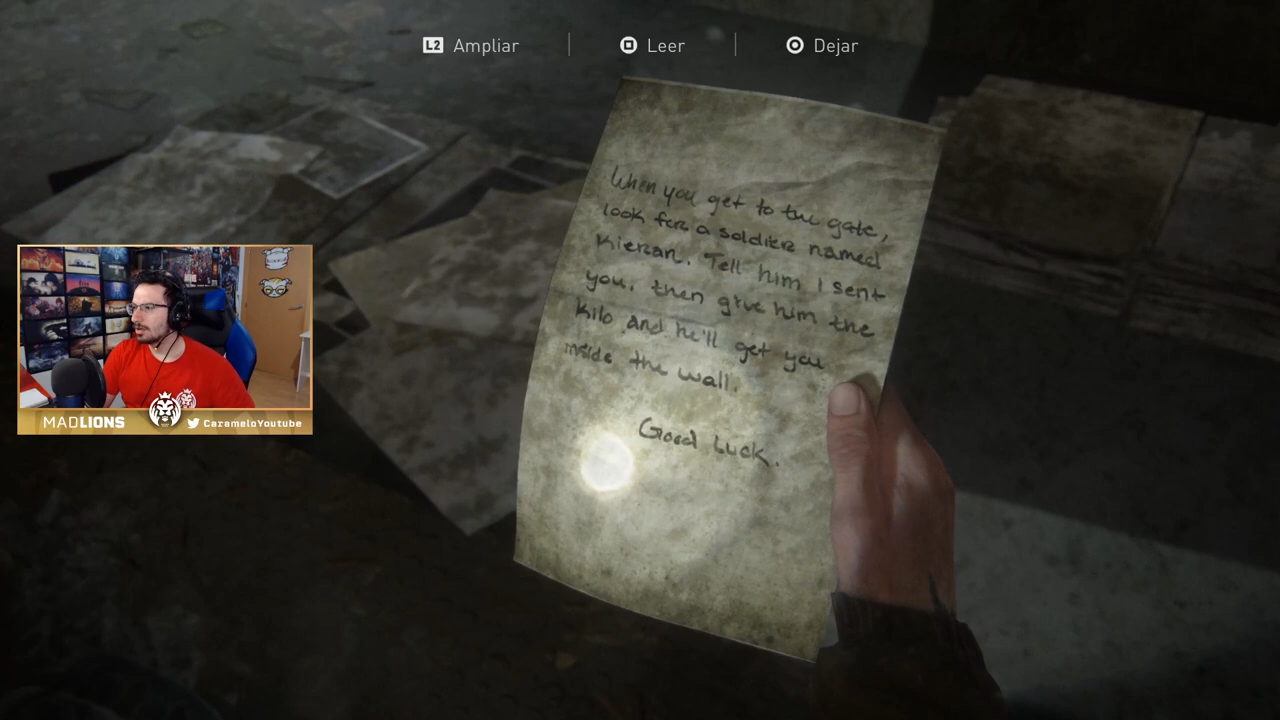 L2 Ampliar
Leer
Dejar
When you get to the gate,
look for a soldier named
Kieran. Tell him I sent
you, then give him the
kilo and he'll get you
inside the wall.
Good Luck.
MADLIONS
CarameloYoutube